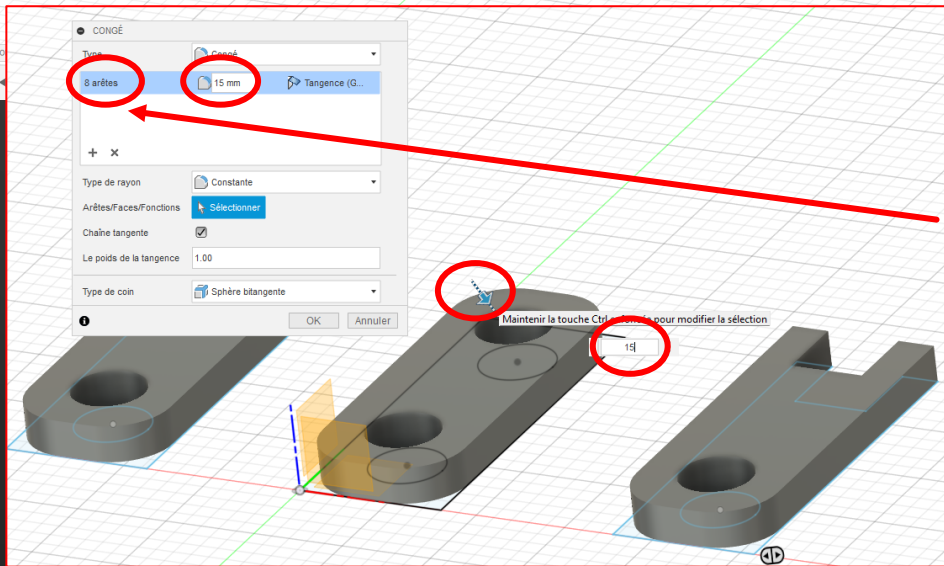 CONGÉ
Type Congé
8 arêtes 15 mm Tangence (G...
Type de rayon Constante
Arêtes/Faces/Fonctions Sélectionner
Chaîne tangente
Le poids de la tangence 1.00
Type de coin Sphère bitangente
OK Annuler
Maintenir la touche Ctrl enfoncée pour modifier la sélection
15